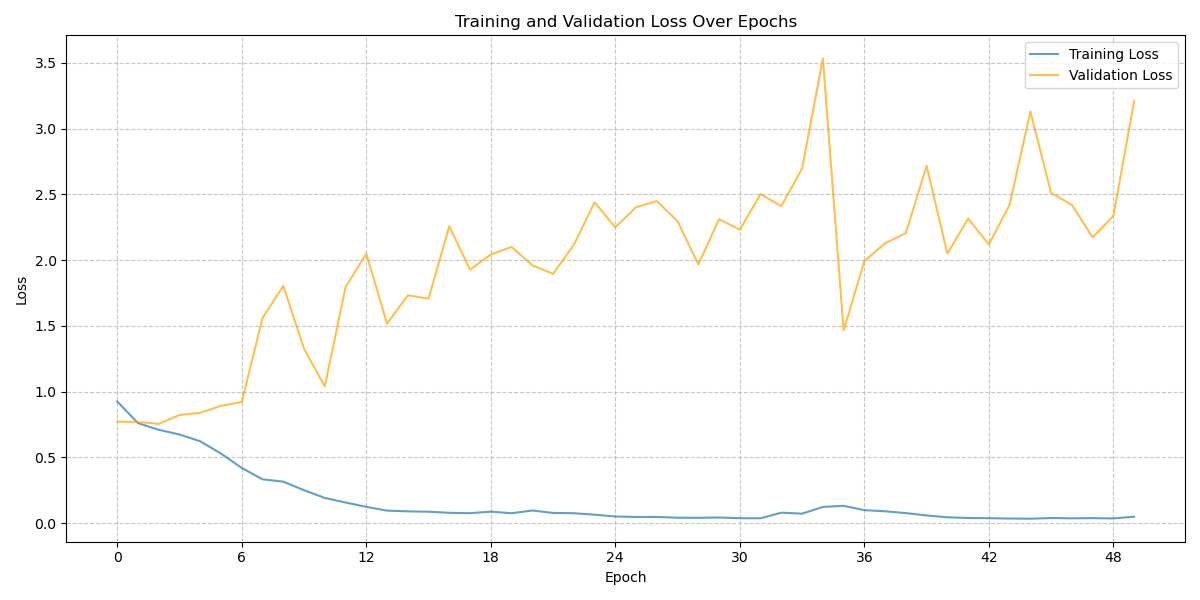 Training and Validation Loss Over Epochs
Training Loss
Validation Loss
3.5
3.0
2.5
2.0
1.5
1.0
0.5
0.0
Loss
0 6 12 18 24 30 36 42 48
Epoch